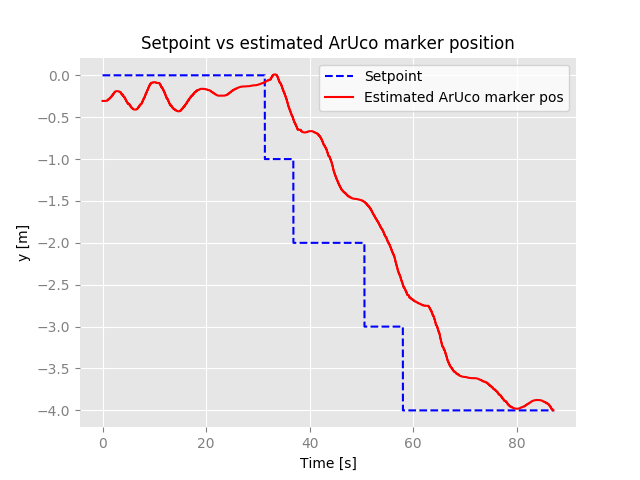 Setpoint vs estimated ArUco marker position
Setpoint
Estimated ArUco marker pos
y [m]
0.0
−0.5
−1.0
−1.5
−2.0
−2.5
−3.0
−3.5
−4.0
0 20 40 60 80
Time [s]